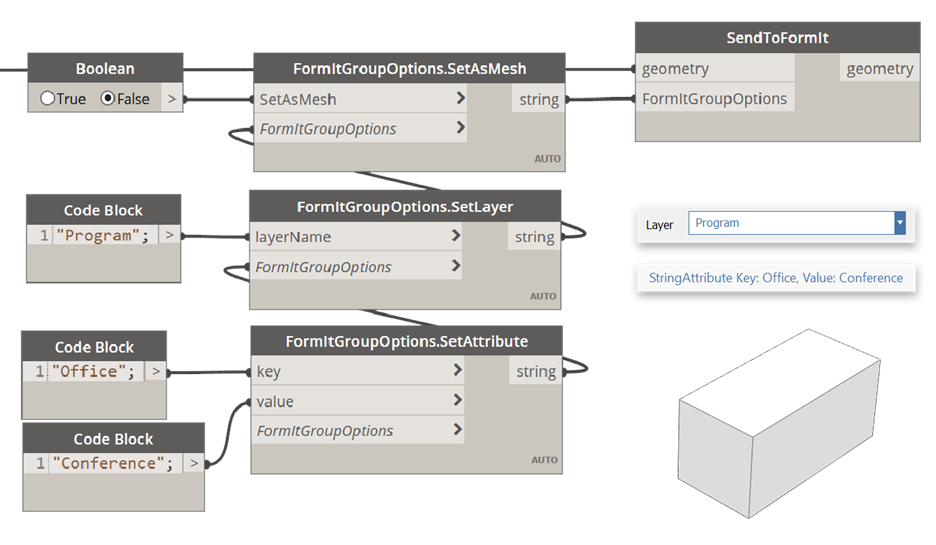 Boolean
True False >
FormItGroupOptions.SetAsMesh
SetAsMesh > string
FormItGroupOptions >
AUTO
SendToFormIt
geometry geometry
FormItGroupOptions
Code Block
1 "Program"; >
FormItGroupOptions.SetLayer
layerName > string
FormItGroupOptions >
AUTO
Layer Program
StringAttribute Key: Office, Value: Conference
Code Block
1 "Office"; >
FormItGroupOptions.SetAttribute
key > string
value >
FormItGroupOptions >
AUTO
Code Block
1 "Conference"; >